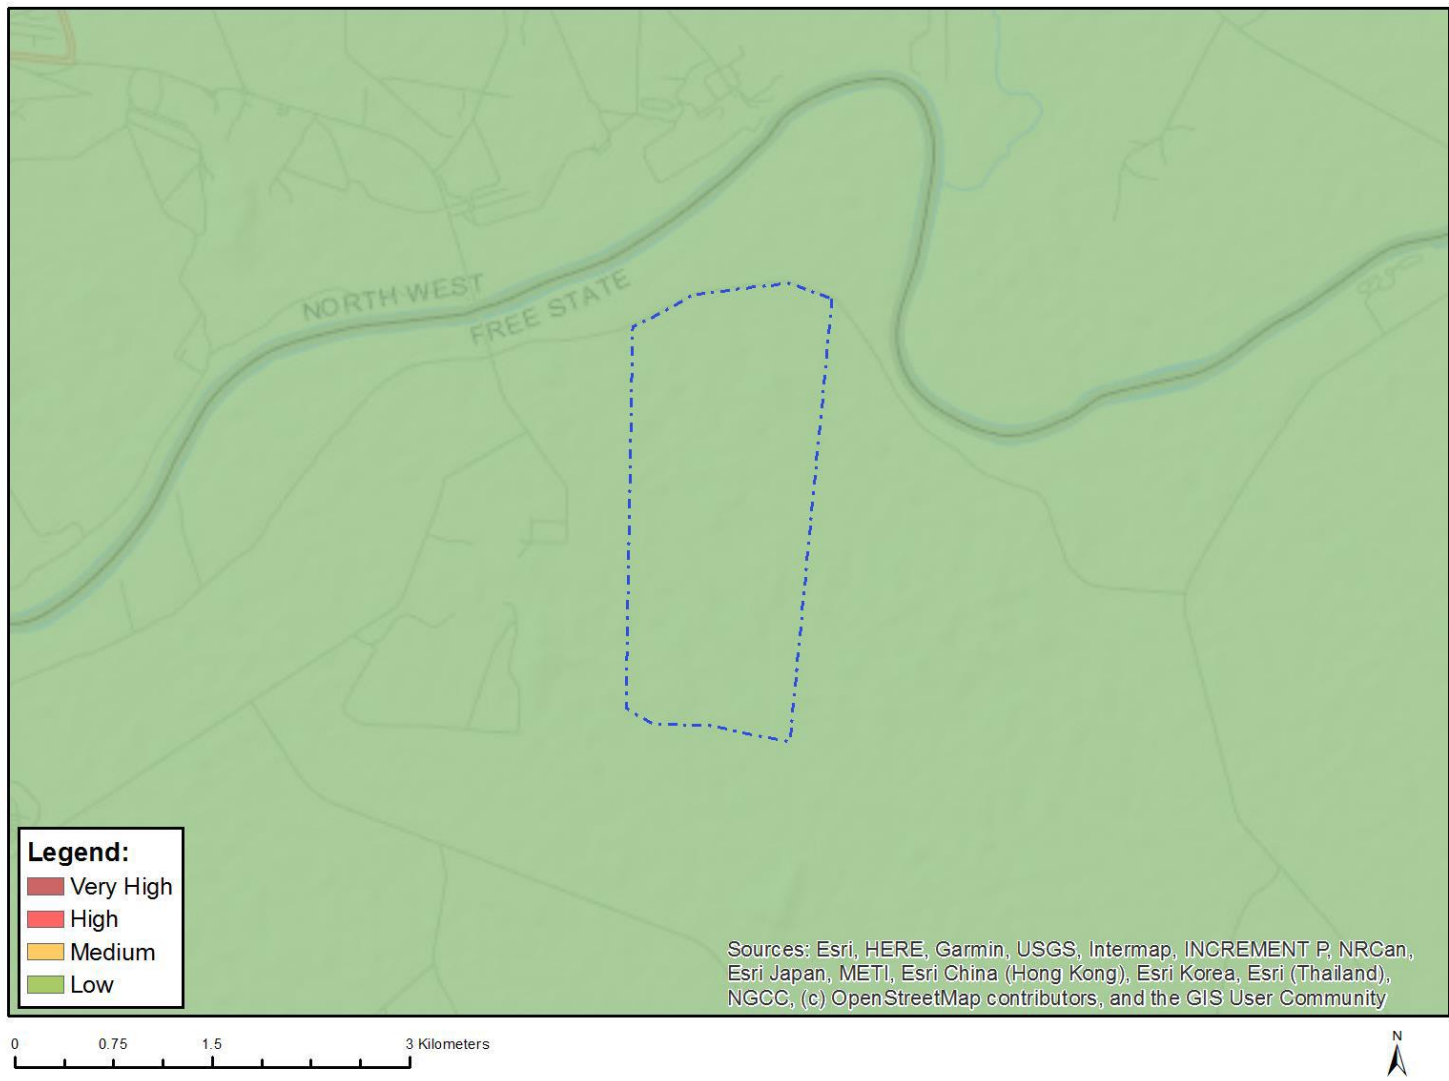 NORTH WEST
FREE STATE
Legend:
Very High
High
Medium
Low
Sources: Esri, HERE, Garmin, USGS, Intermap, INCREMENT P, NRCan,
Esri Japan, METI, Esri China (Hong Kong), Esri Korea, Esri (Thailand),
NGCC, (c) OpenStreetMap contributors, and the GIS User Community
0 0.75 1.5 3 Kilometers
N